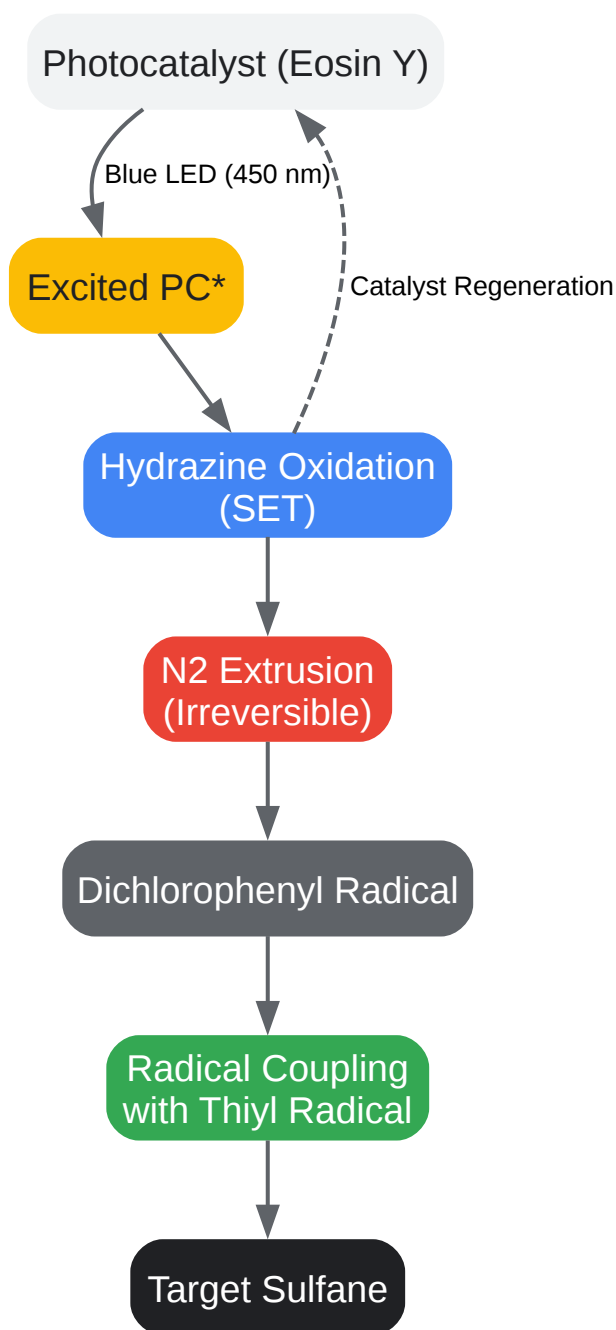 Photocatalyst (Eosin Y)
Blue LED (450 nm)
Excited PC*
Catalyst Regeneration
Hydrazine Oxidation
(SET)
N2 Extrusion
(Irreversible)
Dichlorophenyl Radical
Radical Coupling
with Thiyl Radical
Target Sulfane